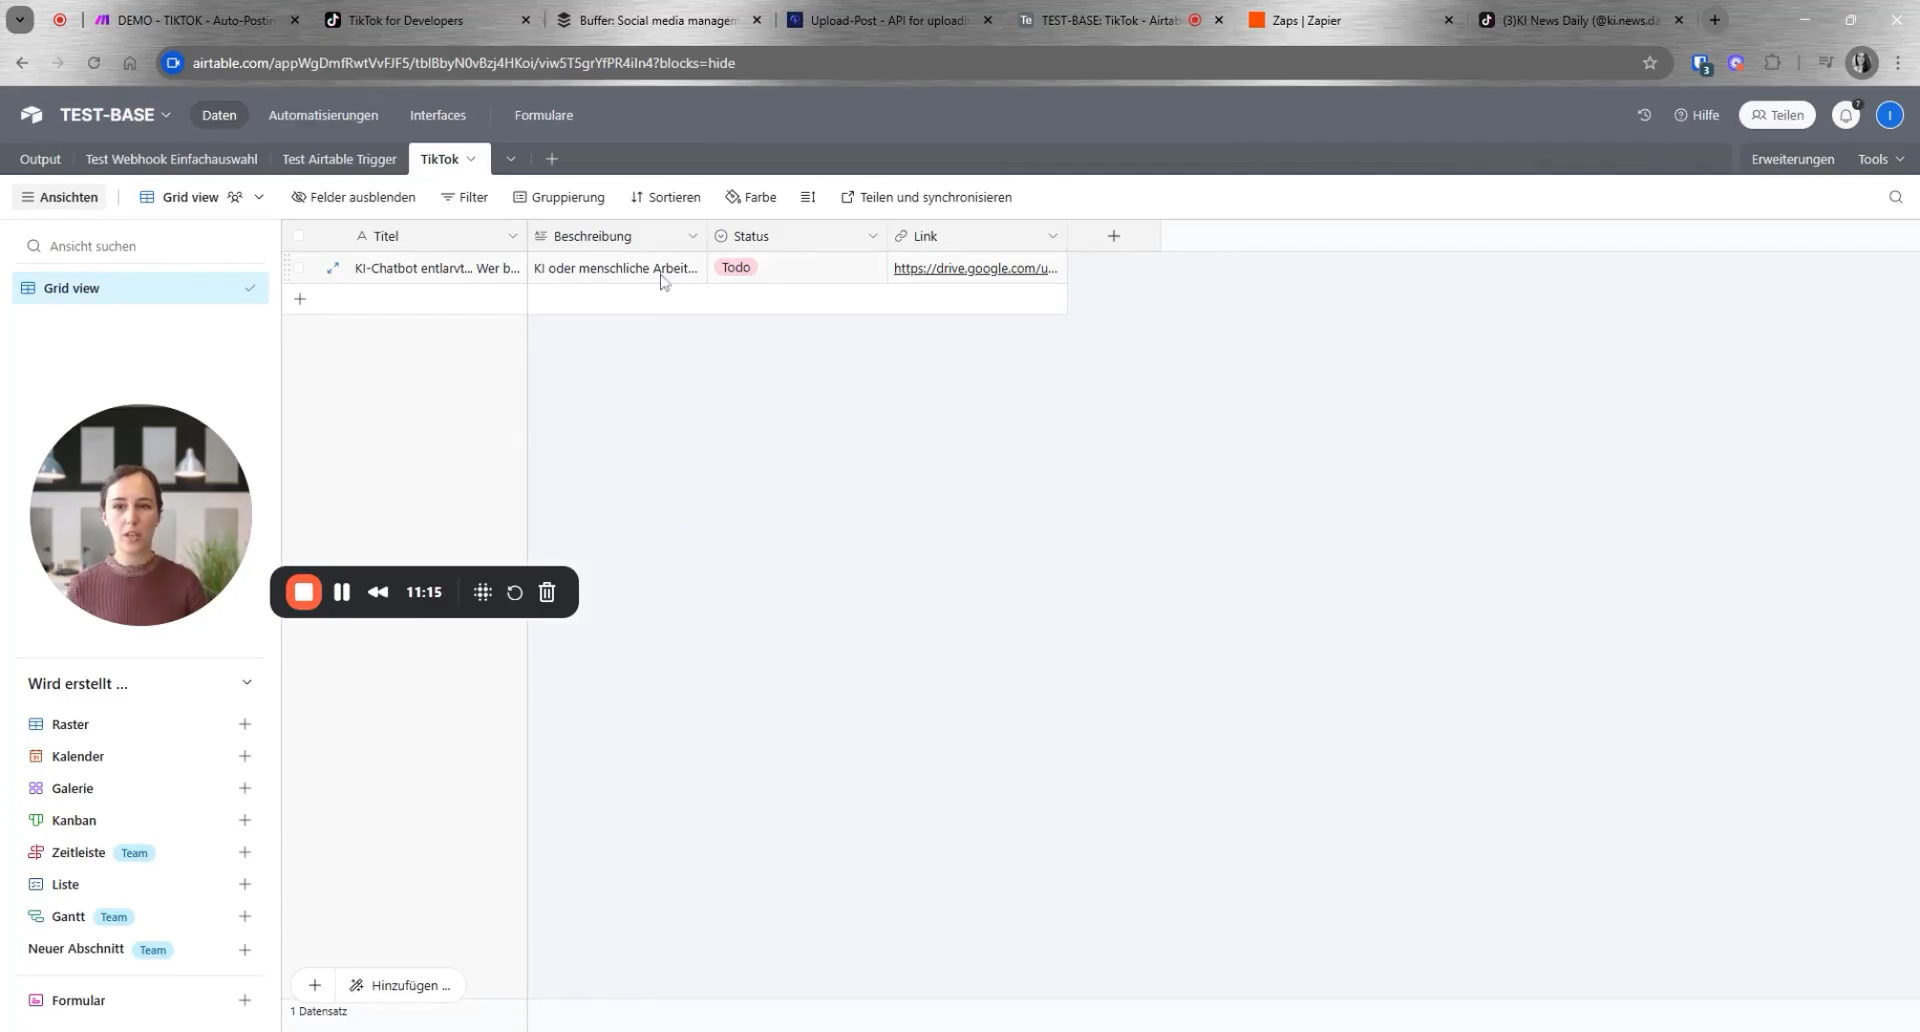 DEMO - TIKTOK - Auto-Postin
TikTok for Developers
Buffer: Social media managem
Upload-Post - API for uploadi
Te TEST-BASE: TikTok - Airtab
Zaps | Zapier
(3)KI News Daily (@ki.news.da
airtable.com/appWgDmfRwtVvFJF5/tblBbyN0vBzj4HKoi/viw5T5grYfPR4iIn4?blocks=hide
3
TEST-BASE
Daten
Automatisierungen
Interfaces
Formulare
Hilfe
Teilen
7
I
Output
Test Webhook Einfachauswahl
Test Airtable Trigger
TikTok
Erweiterungen
Tools
Ansichten
Grid view
Felder ausblenden
Filter
Gruppierung
Sortieren
Farbe
Teilen und synchronisieren
Ansicht suchen
Titel
Beschreibung
Status
Link
KI-Chatbot entlarvt... Wer b...
KI oder menschliche Arbeit...
Todo
https://drive.google.com/u...
Grid view
11:15
Wird erstellt ...
Raster
Kalender
Galerie
Kanban
Zeitleiste Team
Liste
Gantt Team
Neuer Abschnitt Team
Formular
Hinzufügen ...
1 Datensatz